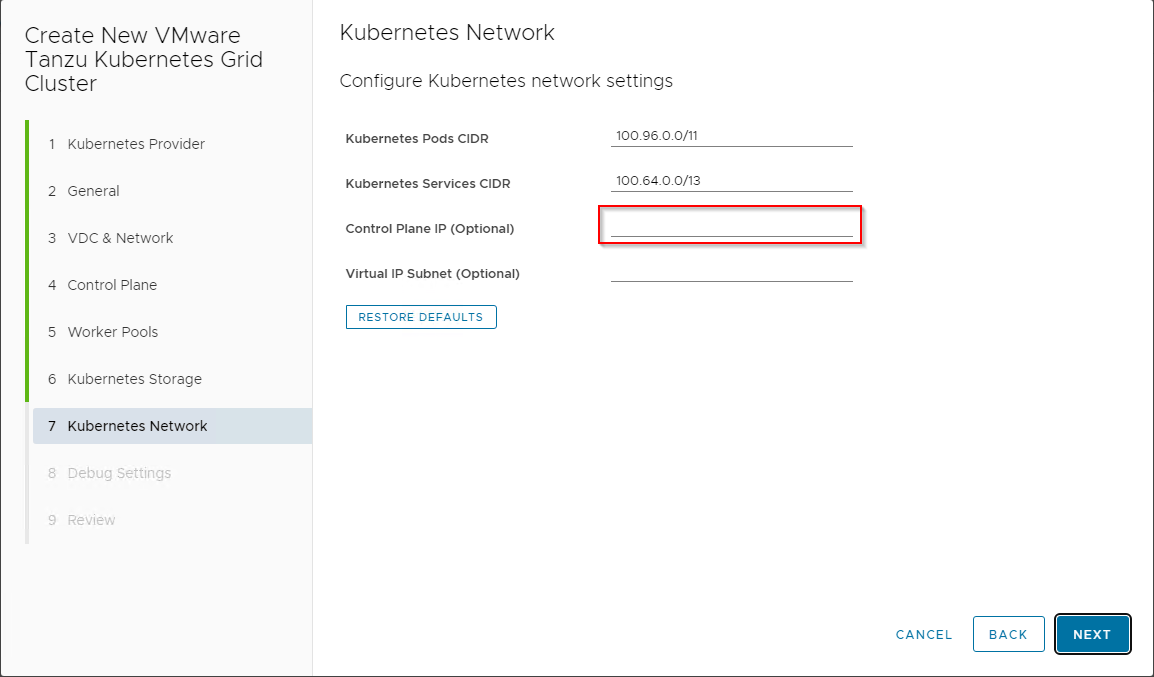 Create New VMware
Tanzu Kubernetes Grid
Cluster
1 Kubernetes Provider
2 General
3 VDC & Network
4 Control Plane
5 Worker Pools
6 Kubernetes Storage
7 Kubernetes Network
8 Debug Settings
9 Review
Kubernetes Network
Configure Kubernetes network settings
Kubernetes Pods CIDR 100.96.0.0/11
Kubernetes Services CIDR 100.64.0.0/13
Control Plane IP (Optional)
Virtual IP Subnet (Optional)
RESTORE DEFAULTS
CANCEL BACK NEXT